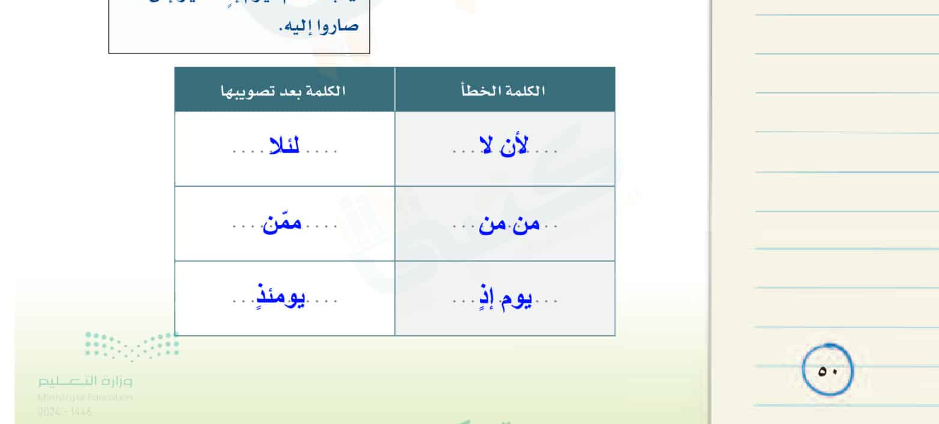 صاروا إليه.
الكلمة الخطأ الكلمة بعد تصويبها
....لأن لا.... ....لئلا....
..من من... ....ممّن....
...يوم إذٍ... ....يومئذٍ...
وزارة التعليم
Ministry of Education
2024 - 1446
٥٠